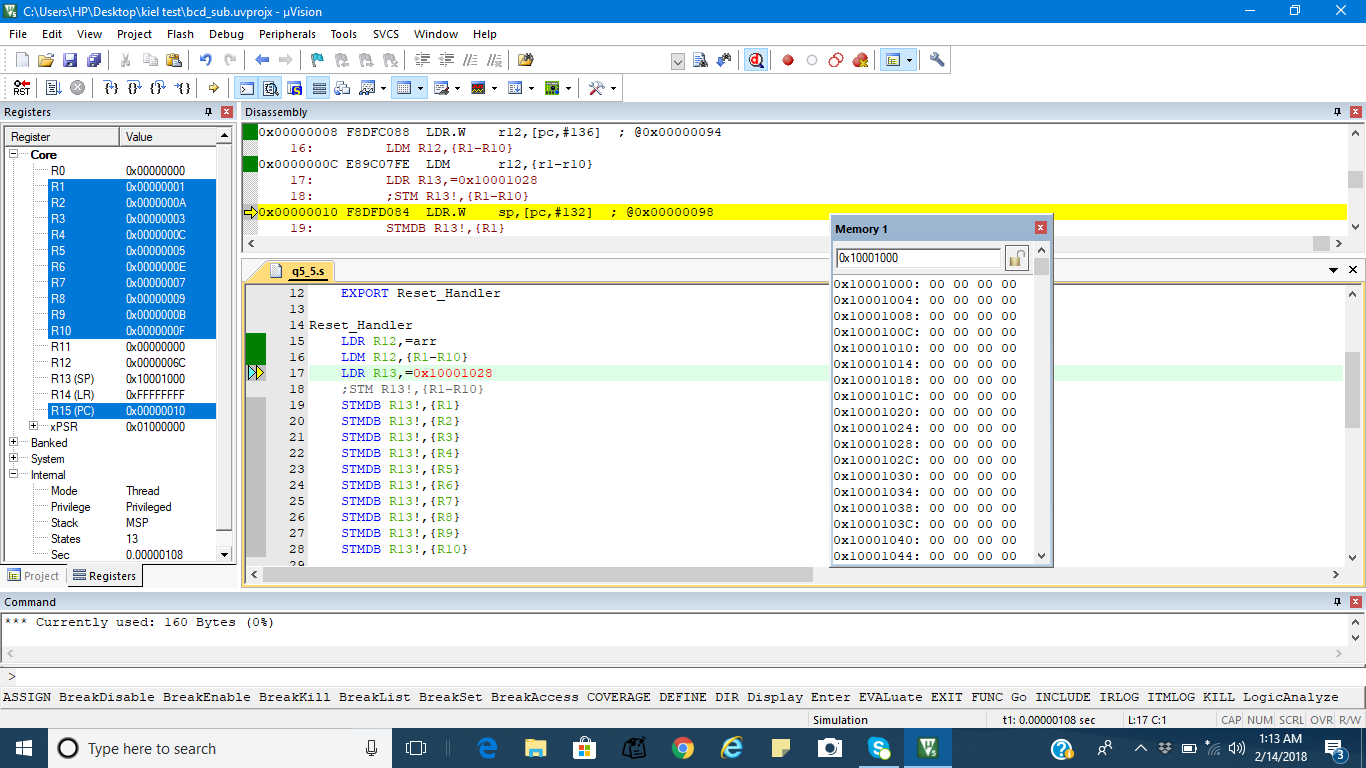 C:\Users\HP\Desktop\kiel test\bcd_sub.uvprojx - µVision
File Edit View Project Flash Debug Peripherals Tools SVCS Window Help
RST
Registers
Register Value
Core
R0 0x00000000
R1 0x00000001
R2 0x0000000A
R3 0x00000003
R4 0x0000000C
R5 0x00000005
R6 0x0000000E
R7 0x00000007
R8 0x00000009
R9 0x0000000B
R10 0x0000000F
R11 0x00000000
R12 0x0000006C
R13 (SP) 0x10001000
R14 (LR) 0xFFFFFFFF
R15 (PC) 0x00000010
xPSR 0x01000000
Banked
System
Internal
Mode Thread
Privilege Privileged
Stack MSP
States 13
Sec 0.00000108
Project Registers
Disassembly
0x00000008 F8DFC088 LDR.W r12,[pc,#136] ; @0x00000094
16: LDM R12,{R1-R10}
0x0000000C E89C07FE LDM r12,{r1-r10}
17: LDR R13,=0x10001028
18: ;STM R13!,{R1-R10}
0x00000010 F8DFD084 LDR.W sp,[pc,#132] ; @0x00000098
19: STMDB R13!,{R1}
q5_5.s
12 EXPORT Reset_Handler
13
14 Reset_Handler
15 LDR R12,=arr
16 LDM R12,{R1-R10}
17 LDR R13,=0x10001028
18 ;STM R13!,{R1-R10}
19 STMDB R13!,{R1}
20 STMDB R13!,{R2}
21 STMDB R13!,{R3}
22 STMDB R13!,{R4}
23 STMDB R13!,{R5}
24 STMDB R13!,{R6}
25 STMDB R13!,{R7}
26 STMDB R13!,{R8}
27 STMDB R13!,{R9}
28 STMDB R13!,{R10}
29
Memory 1
0x10001000
0x10001000: 00 00 00 00
0x10001004: 00 00 00 00
0x10001008: 00 00 00 00
0x1000100C: 00 00 00 00
0x10001010: 00 00 00 00
0x10001014: 00 00 00 00
0x10001018: 00 00 00 00
0x1000101C: 00 00 00 00
0x10001020: 00 00 00 00
0x10001024: 00 00 00 00
0x10001028: 00 00 00 00
0x1000102C: 00 00 00 00
0x10001030: 00 00 00 00
0x10001034: 00 00 00 00
0x10001038: 00 00 00 00
0x1000103C: 00 00 00 00
0x10001040: 00 00 00 00
0x10001044: 00 00 00 00
Command
*** Currently used: 160 Bytes (0%)
>
ASSIGN BreakDisable BreakEnable BreakKill BreakList BreakSet BreakAccess COVERAGE DEFINE DIR Display Enter EVALuate EXIT FUNC Go INCLUDE IRLOG ITMLOG KILL LogicAnalyze
Simulation t1: 0.00000108 sec L:17 C:1 CAP NUM SCRL OVR R/W
Type here to search
1:13 AM
2/14/2018
3